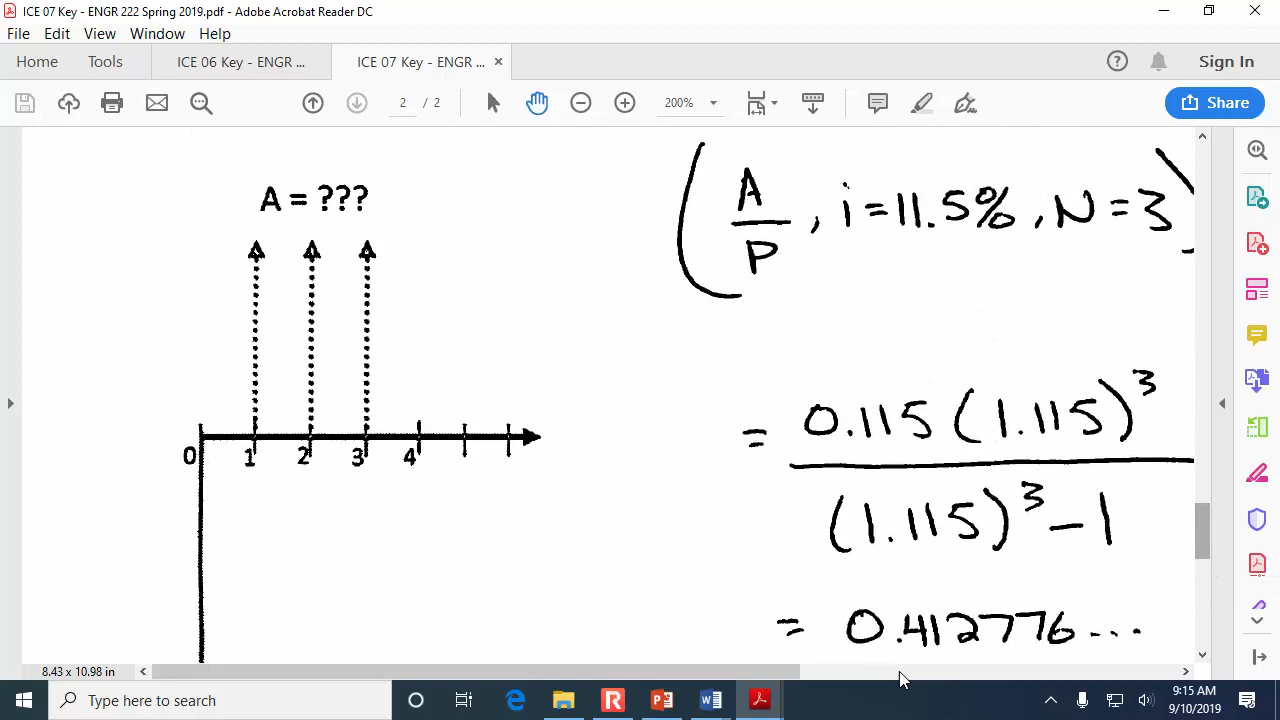 ICE 07 Key - ENGR 222 Spring 2019.pdf - Adobe Acrobat Reader DC
File Edit View Window Help
Home Tools ICE 06 Key - ENGR ... ICE 07 Key - ENGR ... × Sign In
2 / 2 200% Share
A = ???
( A / P , i = 11.5% , N = 3 )
0 1 2 3 4
= 0.115 (1.115)^3
(1.115)^3 - 1
= 0.412776...
8.43 x 10.98 in
Type here to search
9:15 AM
9/10/2019